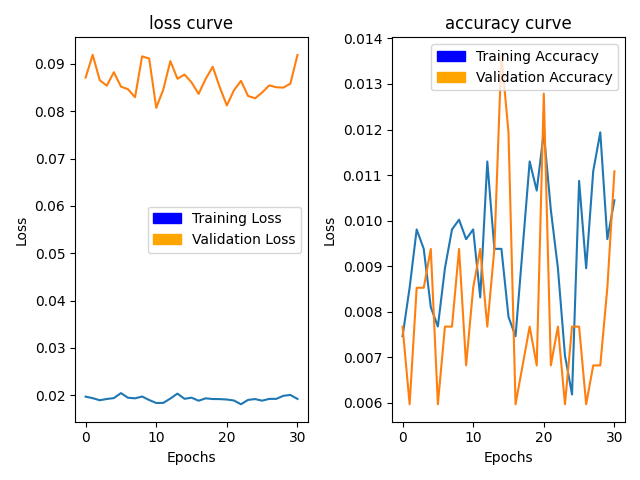 loss curve
0.09
0.08
0.07
0.06
0.05
0.04
0.03
0.02
Loss
Training Loss
Validation Loss
0 10 20 30
Epochs
accuracy curve
0.014
0.013
0.012
0.011
0.010
0.009
0.008
0.007
0.006
Loss
Training Accuracy
Validation Accuracy
0 10 20 30
Epochs